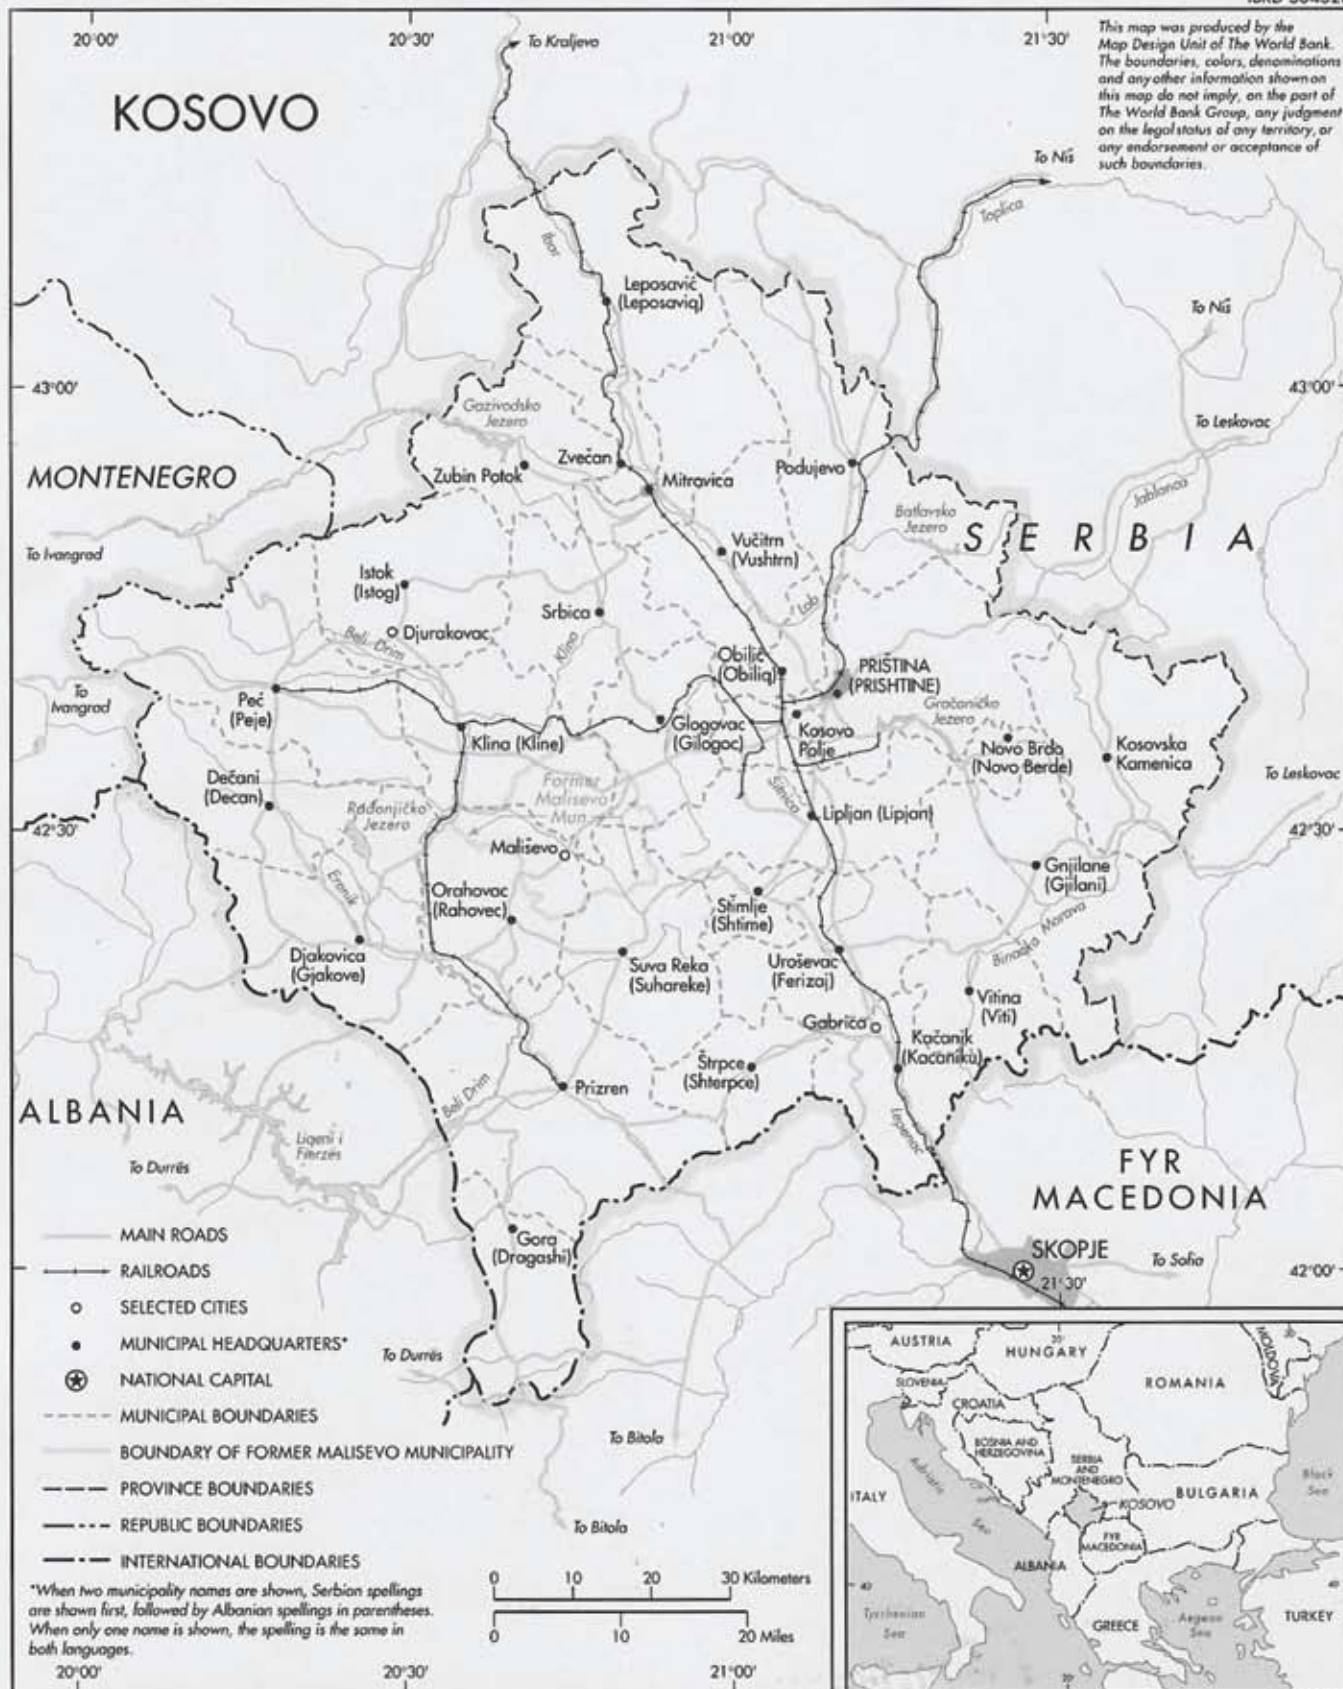 20°00'
20°30'
21°00'
21°30'
To Kraljevo
This map was produced by the
Map Design Unit of The World Bank.
The boundaries, colors, denominations
and any other information shown on
this map do not imply, on the part of
The World Bank Group, any judgment
on the legal status of any territory, or
any endorsement or acceptance of
such boundaries.
KOSOVO
To Niš
Toplica
Ibar
Leposavić
(Leposaviq)
To Niš
43°00'
43°00'
Gazivodsko
Jezero
To Leskovac
MONTENEGRO
Zubin Potok
Zvečan
Mitrovica
Podujevo
Jablanca
Batlavsko
Jezero
SERBIA
To Ivangrad
Vučitrn
(Vushtrn)
Istok
(Istog)
Djurakovac
Srbica
Lab
Beli Drim
Klina
Obilič
(Obiliq)
PRIŠTINA
(PRISHTINE)
To
Ivangrad
Peć
(Peje)
Klina (Kline)
Glogovac
(Gilogoc)
Kosovo
Polje
Gračaničko
Jezero
Novo Brdo
(Novo Berde)
Kosovska
Kamenica
Dečani
(Decan)
Former
Malisevo
Mun.
Sitnica
To Leskovac
Radonjičko
Jezero
Lipljan (Lipjan)
42°30'
42°30'
Mališevo
Erenik
Orahovac
(Rahovec)
Štimlje
(Shtime)
Gnjilane
(Gjilani)
Binačka Morava
Djakovica
(Gjakove)
Suva Reka
(Suhareke)
Uroševac
(Ferizaj)
Vitina
(Viti)
Gabrica
Kačanik
(Kacaniku)
Štrpce
(Shterpce)
Prizren
Beli Drim
ALBANIA
Lepenac
Liqeni i
Fierzës
To Durrës
FYR
MACEDONIA
Gora
(Dragashi)
SKOPJE
To Sofia
21°30'
42°00'
MAIN ROADS
RAILROADS
SELECTED CITIES
MUNICIPAL HEADQUARTERS*
NATIONAL CAPITAL
MUNICIPAL BOUNDARIES
BOUNDARY OF FORMER MALISEVO MUNICIPALITY
PROVINCE BOUNDARIES
REPUBLIC BOUNDARIES
INTERNATIONAL BOUNDARIES
*When two municipality names are shown, Serbian spellings
are shown first, followed by Albanian spellings in parentheses.
When only one name is shown, the spelling is the same in
both languages.
To Durrës
To Bitola
To Bitola
0 10 20 30 Kilometers
0 10 20 Miles
20°00'
20°30'
21°00'
AUSTRIA
HUNGARY
MOLDOVA
SLOVENIA
ROMANIA
CROATIA
BOSNIA AND
HERZEGOVINA
SERBIA
AND
MONTENEGRO
ITALY
Adriatic
Sea
KOSOVO
BULGARIA
Black
Sea
FYR
MACEDONIA
ALBANIA
40
40
Tyrrhenian
Sea
GREECE
Aegean
Sea
TURKEY
20°